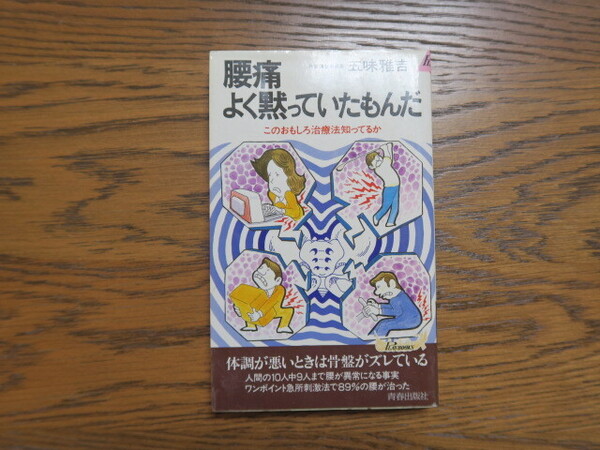 味雅吉
腰痛
よく黙っていたもんだ
このおもしろ治療法知ってるか
BOOKS
体調が悪いときは骨盤がズレている
人間の10人中9人まで腰が異常になる事実
ワンポイント急所刺激法で89%の腰が治った
青春出版社